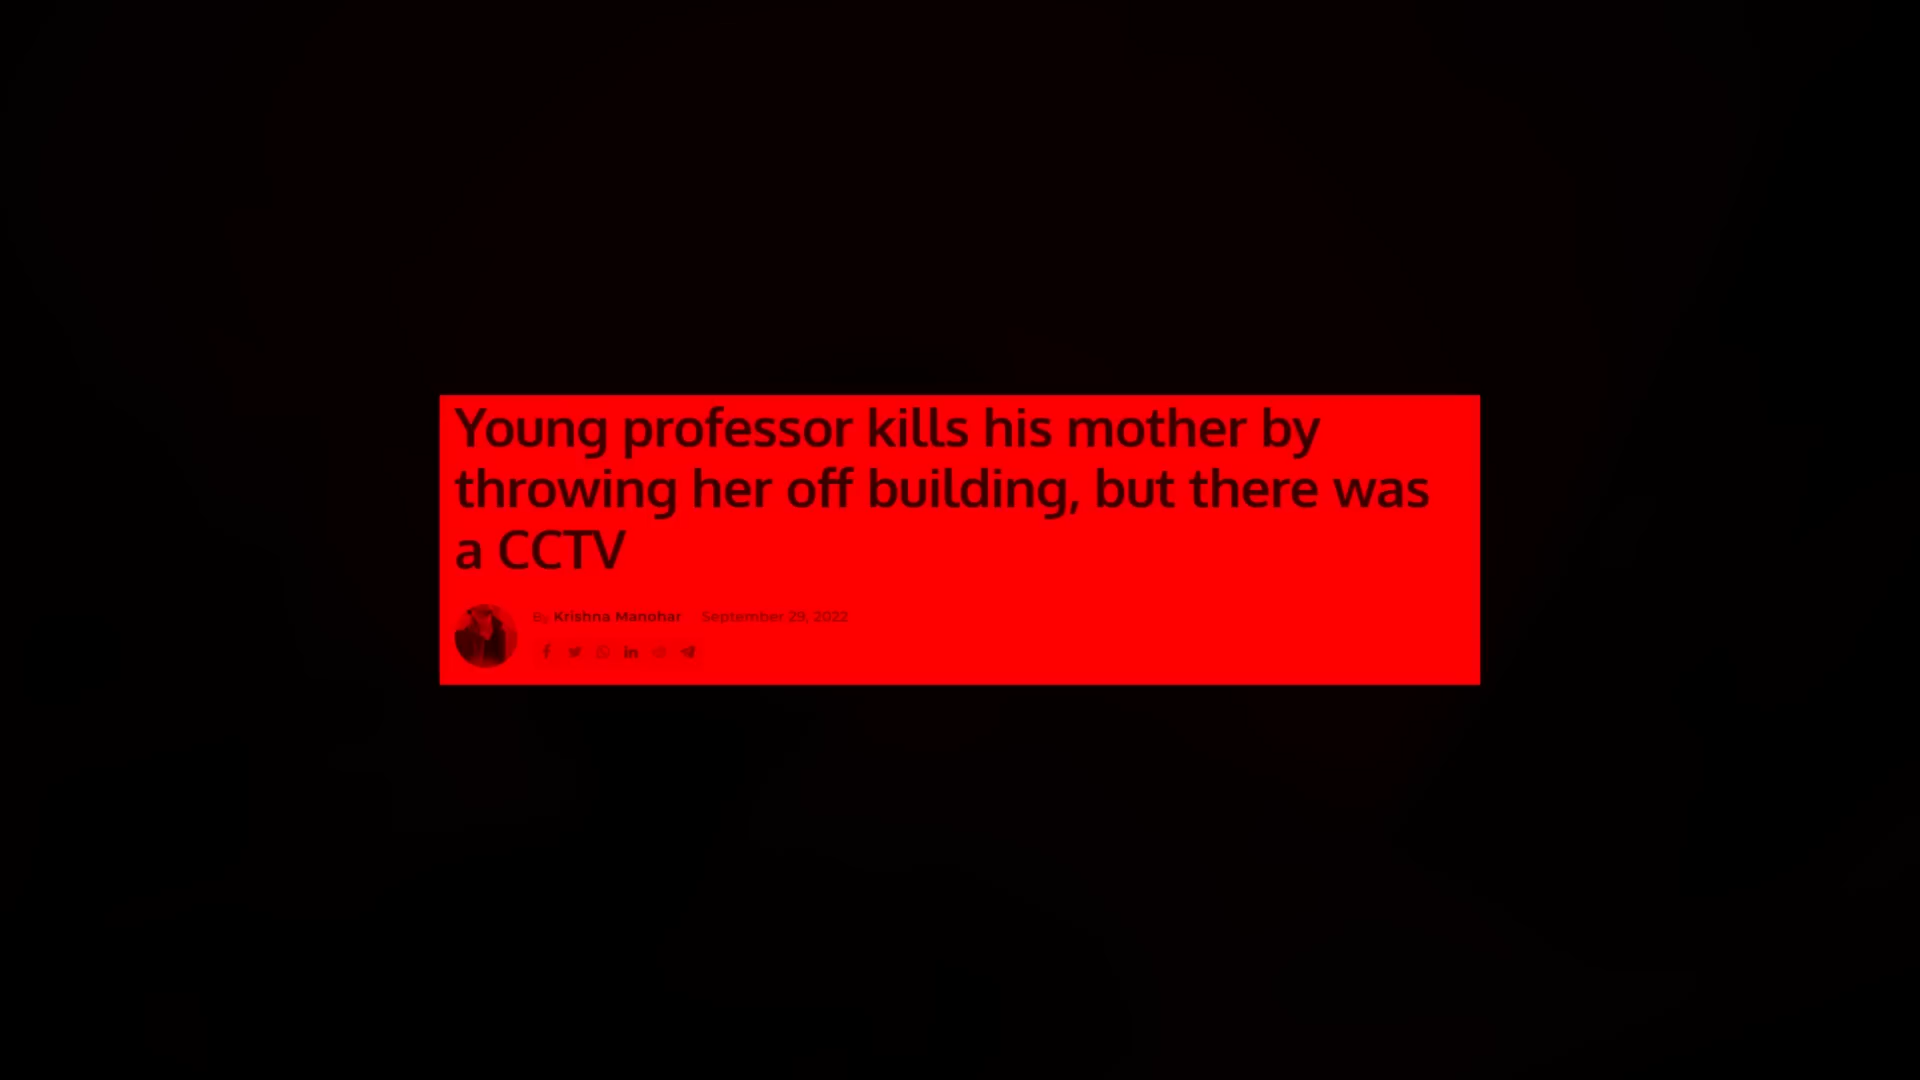 Young professor kills his mother by
throwing her off building, but there was
a CCTV
By Krishna Manohar September 29, 2022